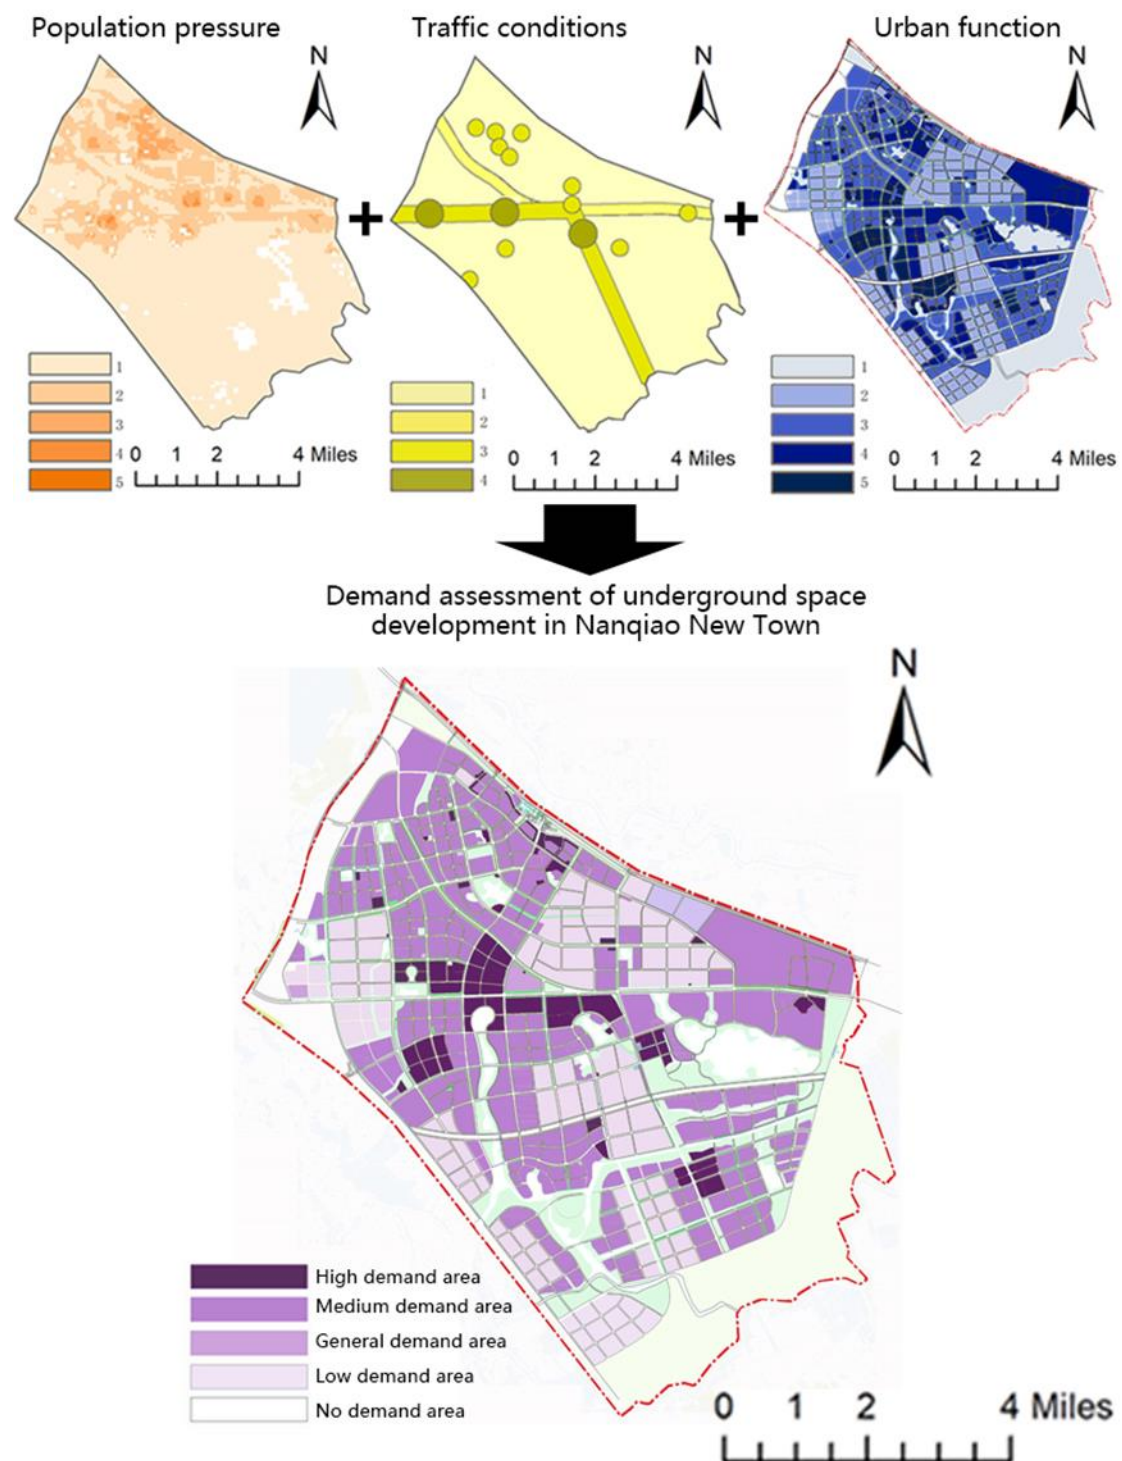 Population pressure
Traffic conditions
Urban function
N
N
N
+
+
1
2
3
4
5
0 1 2 4 Miles
1
2
3
4
0 1 2 4 Miles
1
2
3
4
5
0 1 2 4 Miles
Demand assessment of underground space
development in Nanqiao New Town
N
High demand area
Medium demand area
General demand area
Low demand area
No demand area
0 1 2 4 Miles